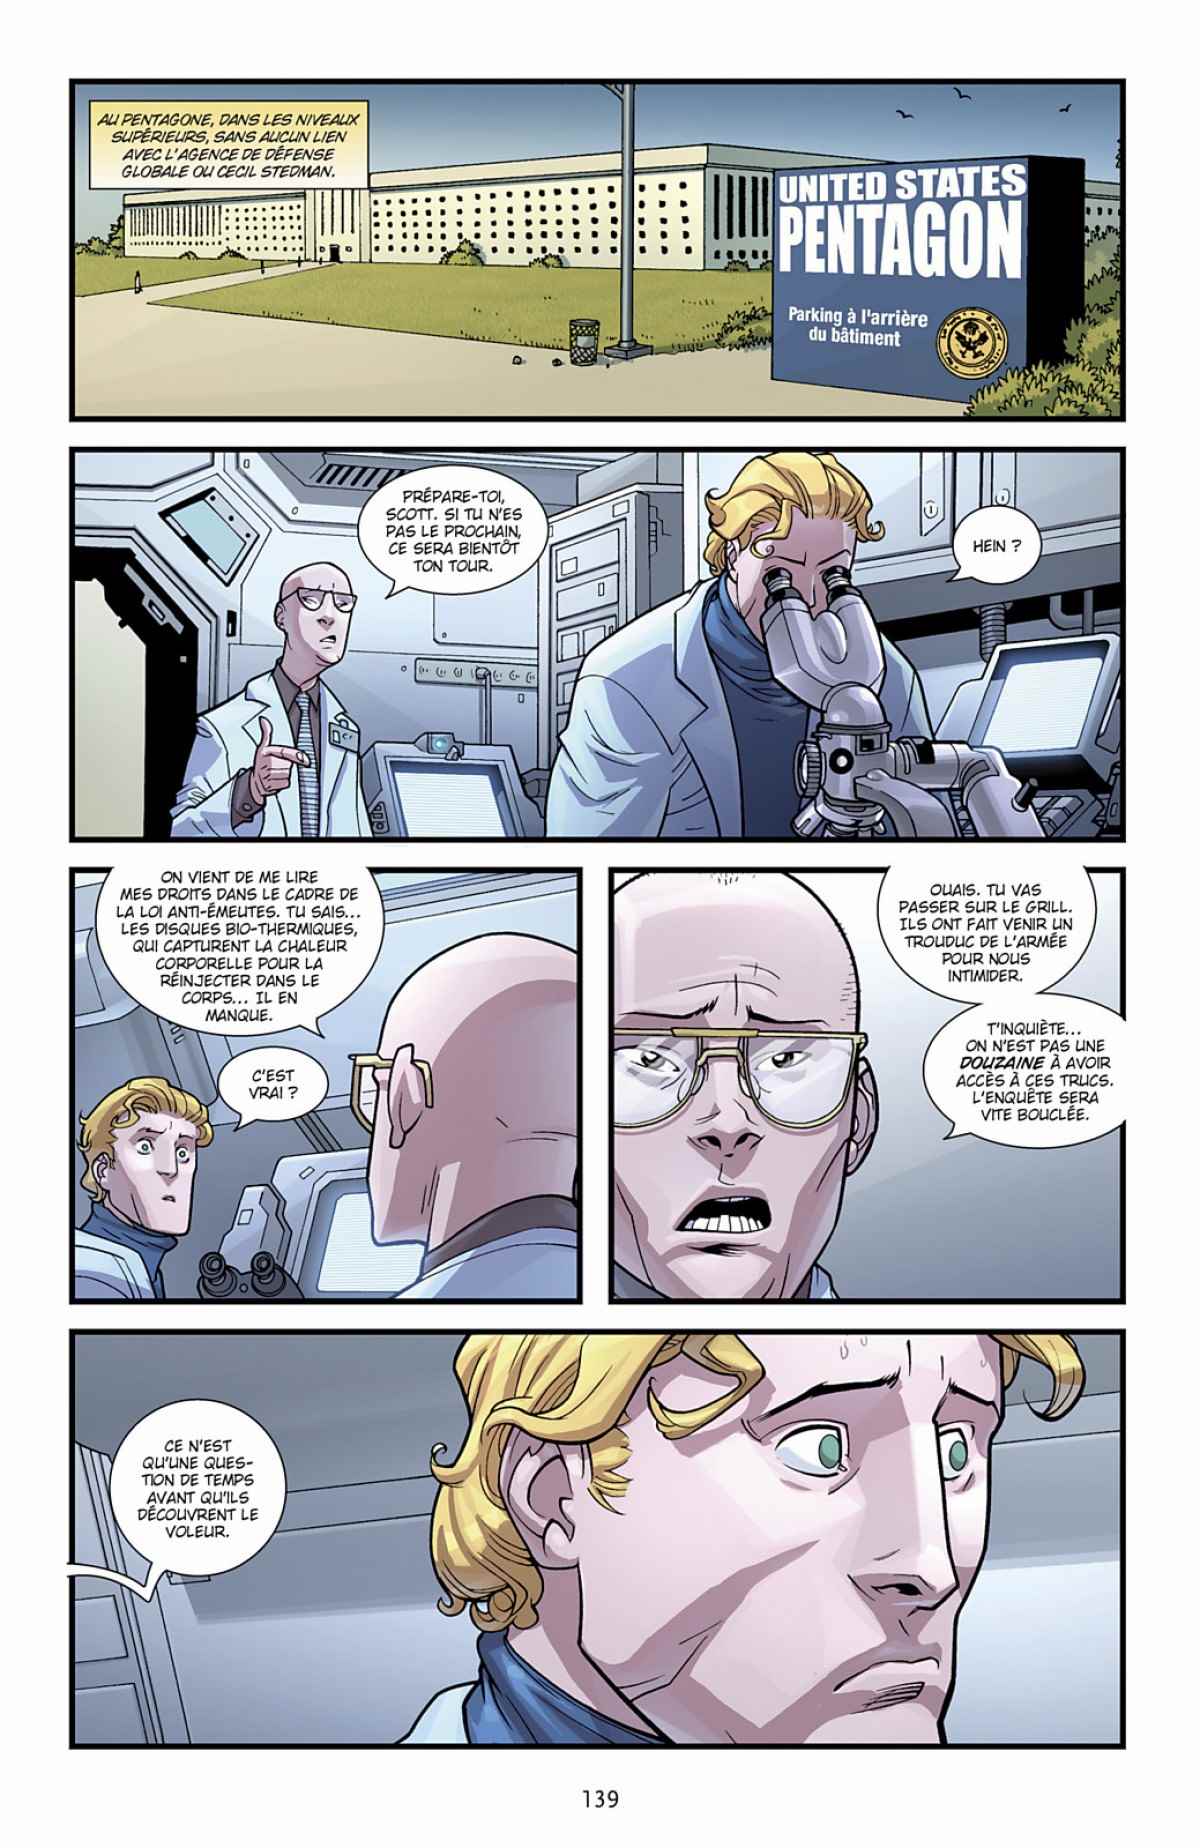 AU PENTAGONE, DANS LES NIVEAUX
SUPÉRIEURS, SANS AUCUN LIEN
AVEC L'AGENCE DE DÉFENSE
GLOBALE OU CECIL STEDMAN.
UNITED STATES
PENTAGON
Parking à l'arrière
du bâtiment
PRÉPARE-TOI,
SCOTT. SI TU N'ES
PAS LE PROCHAIN,
CE SERA BIENTÔT
TON TOUR.
HEIN ?
ON VIENT DE ME LIRE
MES DROITS DANS LE CADRE DE
LA LOI ANTI-ÉMEUTES. TU SAIS...
LES DISQUES BIO-THERMIQUES,
QUI CAPTURENT LA CHALEUR
CORPORELLE POUR LA
RÉINJECTER DANS LE
CORPS... IL EN
MANQUE.
C'EST
VRAI ?
OUAIS. TU VAS
PASSER SUR LE GRILL.
ILS ONT FAIT VENIR UN
TROUDUC DE L'ARMÉE
POUR NOUS
INTIMIDER.
T'INQUIÈTE...
ON N'EST PAS UNE
DOUZAINE À AVOIR
ACCÈS À CES TRUCS.
L'ENQUÊTE SERA
VITE BOUCLÉE.
CE N'EST
QU'UNE QUES-
TION DE TEMPS
AVANT QU'ILS
DÉCOUVRENT LE
VOLEUR.
139